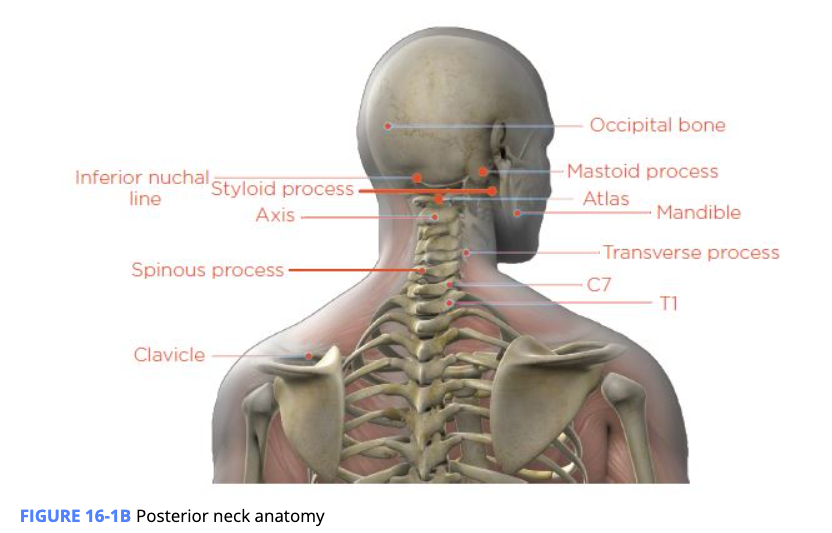 Occipital bone
Mastoid process
Inferior nuchal
line
Styloid process
Atlas
Axis
Mandible
Transverse process
Spinous process
C7
T1
Clavicle
FIGURE 16-1B Posterior neck anatomy